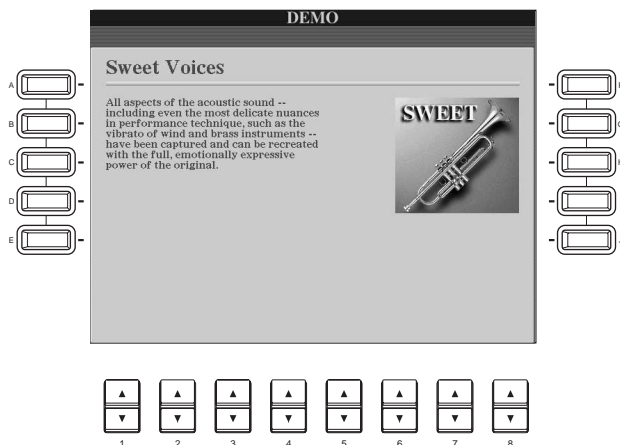 DEMO
Sweet Voices
All aspects of the acoustic sound --
including even the most delicate nuances
in performance technique, such as the
vibrato of wind and brass instruments --
have been captured and can be recreated
with the full, emotionally expressive
power of the original.
SWEET
A
B
C
D
E
1 2 3 4 5 6 7 8